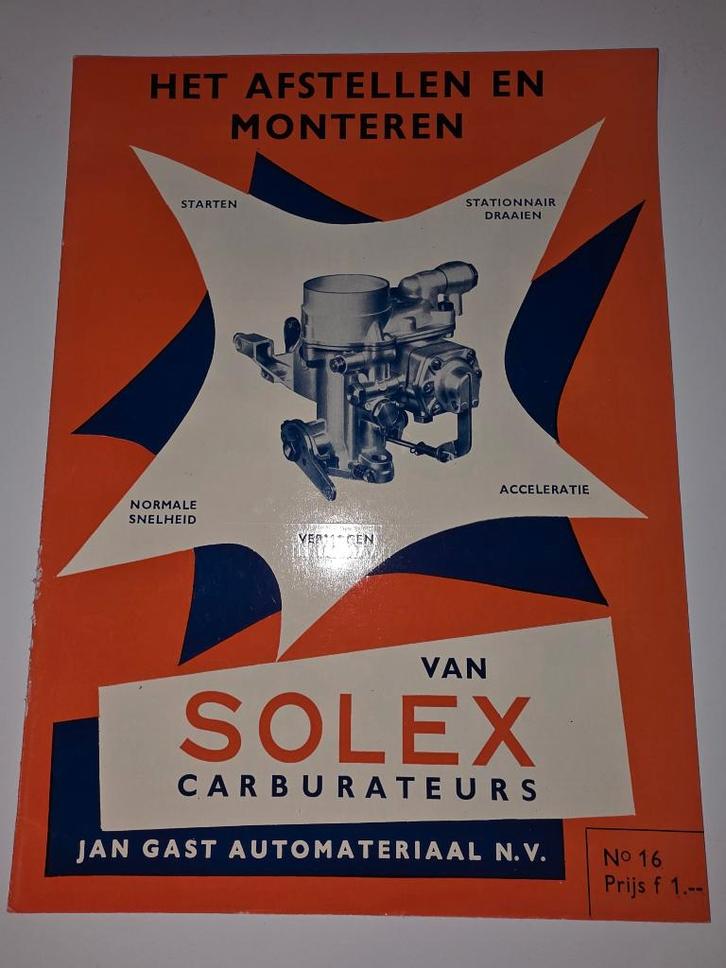 HET AFSTELLEN EN
MONTEREN
STARTEN
STATIONNAIR
DRAAIEN
ACCELERATIE
NORMALE
SNELHEID
VERMOGEN
VAN
SOLEX
CARBURATEURS
JAN GAST AUTOMATERIAAL N.V.
No 16
Prijs f 1.--